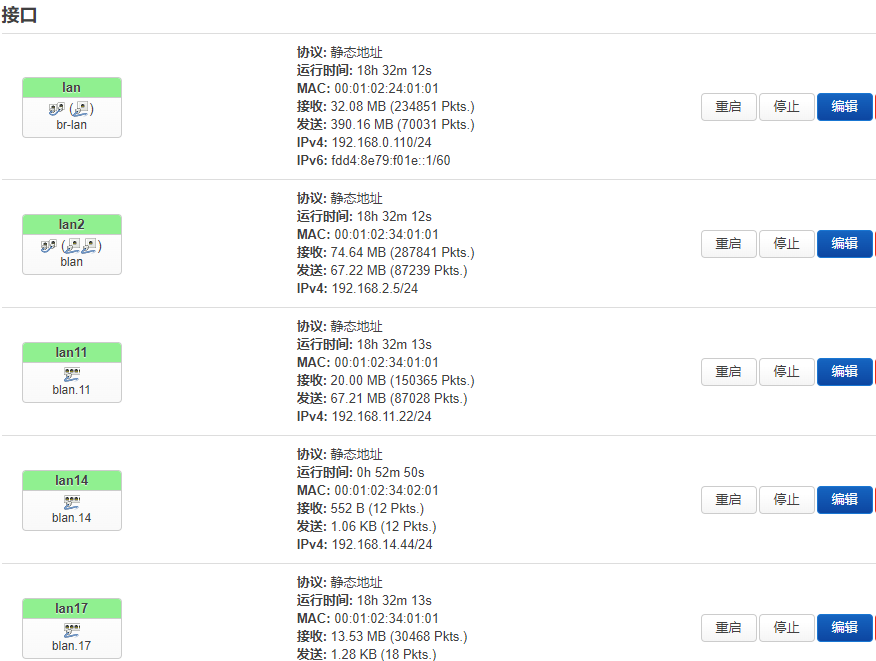 接口
lan
br-lan
协议: 静态地址
运行时间: 18h 32m 12s
MAC: 00:01:02:24:01:01
接收: 32.08 MB (234851 Pkts.)
发送: 390.16 MB (70031 Pkts.)
IPv4: 192.168.0.110/24
IPv6: fdd4:8e79:f01e::1/60
重启 停止 编辑
lan2
blan
协议: 静态地址
运行时间: 18h 32m 12s
MAC: 00:01:02:34:01:01
接收: 74.64 MB (287841 Pkts.)
发送: 67.22 MB (87239 Pkts.)
IPv4: 192.168.2.5/24
重启 停止 编辑
lan11
blan.11
协议: 静态地址
运行时间: 18h 32m 13s
MAC: 00:01:02:34:01:01
接收: 20.00 MB (150365 Pkts.)
发送: 67.21 MB (87028 Pkts.)
IPv4: 192.168.11.22/24
重启 停止 编辑
lan14
blan.14
协议: 静态地址
运行时间: 0h 52m 50s
MAC: 00:01:02:34:02:01
接收: 552 B (12 Pkts.)
发送: 1.06 KB (12 Pkts.)
IPv4: 192.168.14.44/24
重启 停止 编辑
lan17
blan.17
协议: 静态地址
运行时间: 18h 32m 13s
MAC: 00:01:02:34:01:01
接收: 13.53 MB (30468 Pkts.)
发送: 1.28 KB (18 Pkts.)
重启 停止 编辑